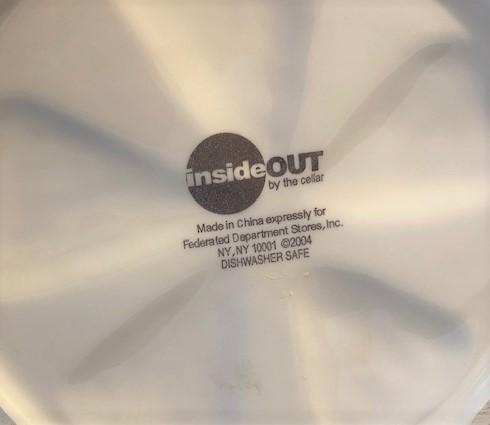 insideOUT
by the cellar
Made in China expressly for
Federated Department Stores, Inc.
NY, NY 10001 ©2004
DISHWASHER SAFE